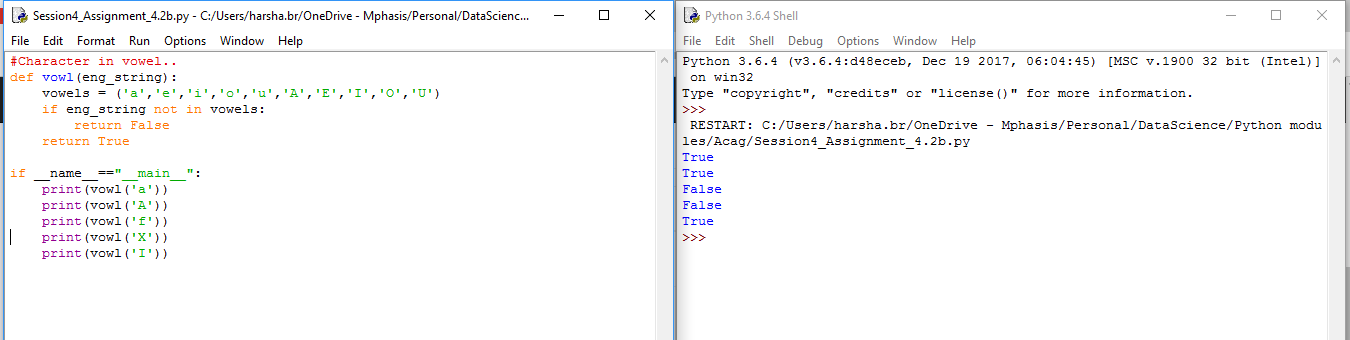 Session4_Assignment_4.2b.py - C:/Users/harsha.br/OneDrive - Mphasis/Personal/DataScienc...
File Edit Format Run Options Window Help
#Character in vowel..
def vowl(eng_string):
    vowels = ('a','e','i','o','u','A','E','I','O','U')
    if eng_string not in vowels:
        return False
    return True
if __name__=="__main__":
    print(vowl('a'))
    print(vowl('A'))
    print(vowl('f'))
    print(vowl('X'))
    print(vowl('I'))
Python 3.6.4 Shell
File Edit Shell Debug Options Window Help
Python 3.6.4 (v3.6.4:d48eceb, Dec 19 2017, 06:04:45) [MSC v.1900 32 bit (Intel)]
 on win32
Type "copyright", "credits" or "license()" for more information.
>>>
 RESTART: C:/Users/harsha.br/OneDrive - Mphasis/Personal/DataScience/Python modu
les/Acag/Session4_Assignment_4.2b.py
True
True
False
False
True
>>>